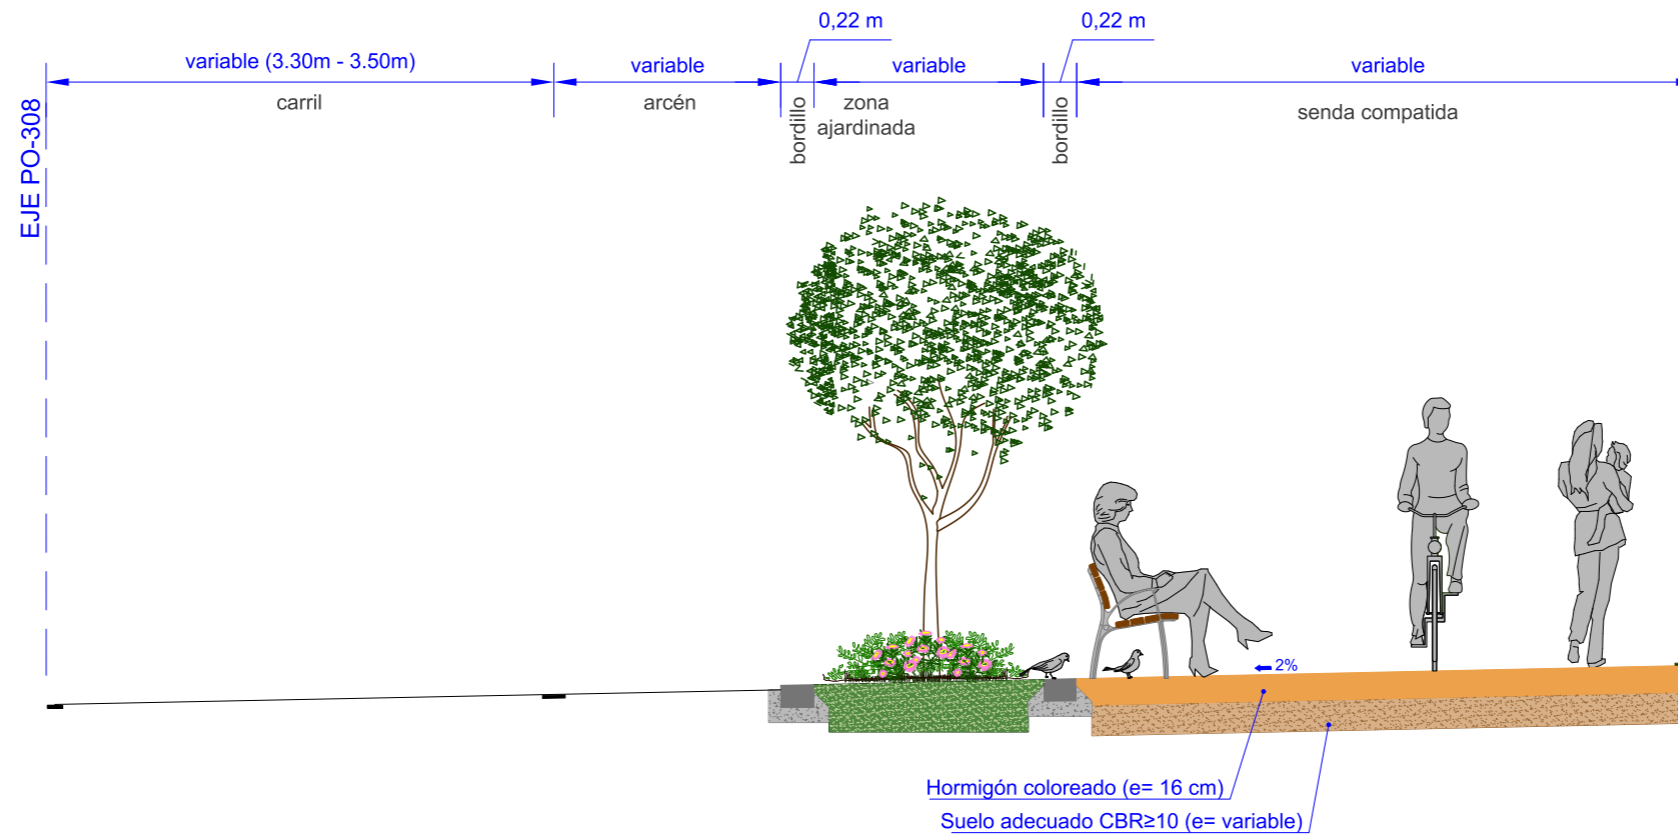 0,22 m
0,22 m
variable (3.30m - 3.50m)
variable
variable
variable
carril
arcén
bordillo
zona
ajardinada
bordillo
senda compatida
EJE PO-308
2%
Hormigón coloreado (e= 16 cm)
Suelo adecuado CBR≥10 (e= variable)